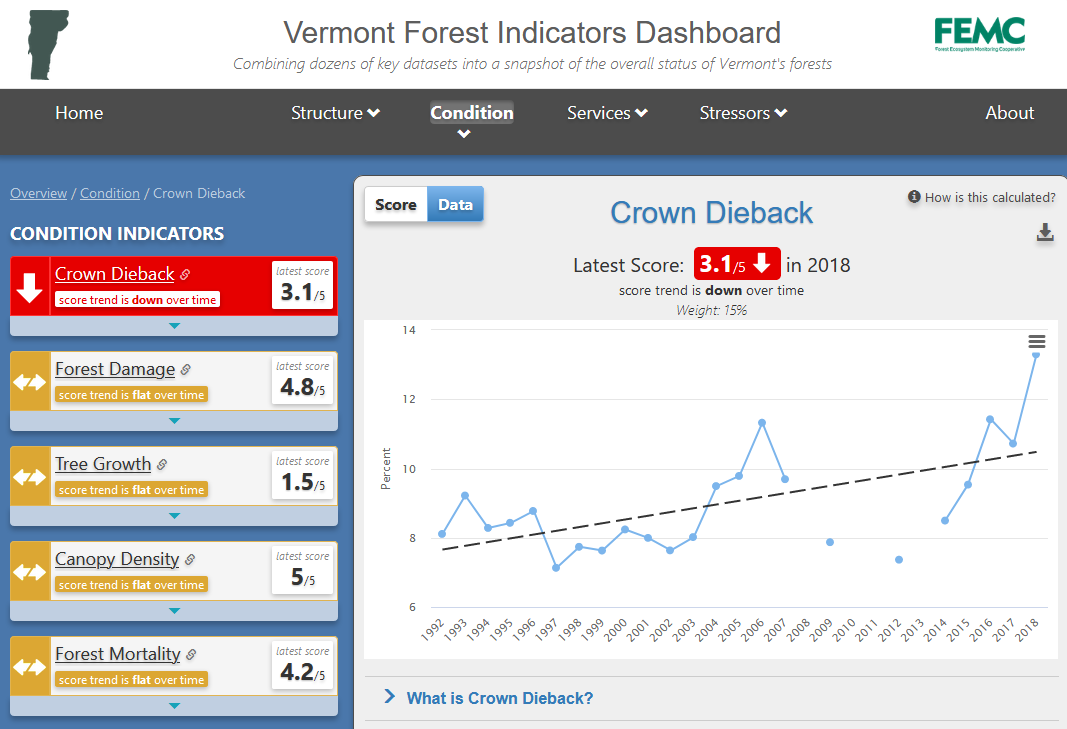 Vermont Forest Indicators Dashboard
Combining dozens of key datasets into a snapshot of the overall status of Vermont's forests
FEMC
Forest Ecosystem Monitoring Cooperative
Home Structure Condition Services Stressors About
Overview / Condition / Crown Dieback
CONDITION INDICATORS
Crown Dieback
score trend is down over time
latest score
3.1/5
Forest Damage
score trend is flat over time
latest score
4.8/5
Tree Growth
score trend is flat over time
latest score
1.5/5
Canopy Density
score trend is flat over time
latest score
5/5
Forest Mortality
score trend is flat over time
latest score
4.2/5
Score Data
How is this calculated?
Crown Dieback
Latest Score: 3.1/5 in 2018
score trend is down over time
Weight: 15%
14
12
10
8
6
Percent
1992 1993 1994 1995 1996 1997 1998 1999 2000 2001 2002 2003 2004 2005 2006 2007 2008 2009 2010 2011 2012 2013 2014 2015 2016 2017 2018
What is Crown Dieback?